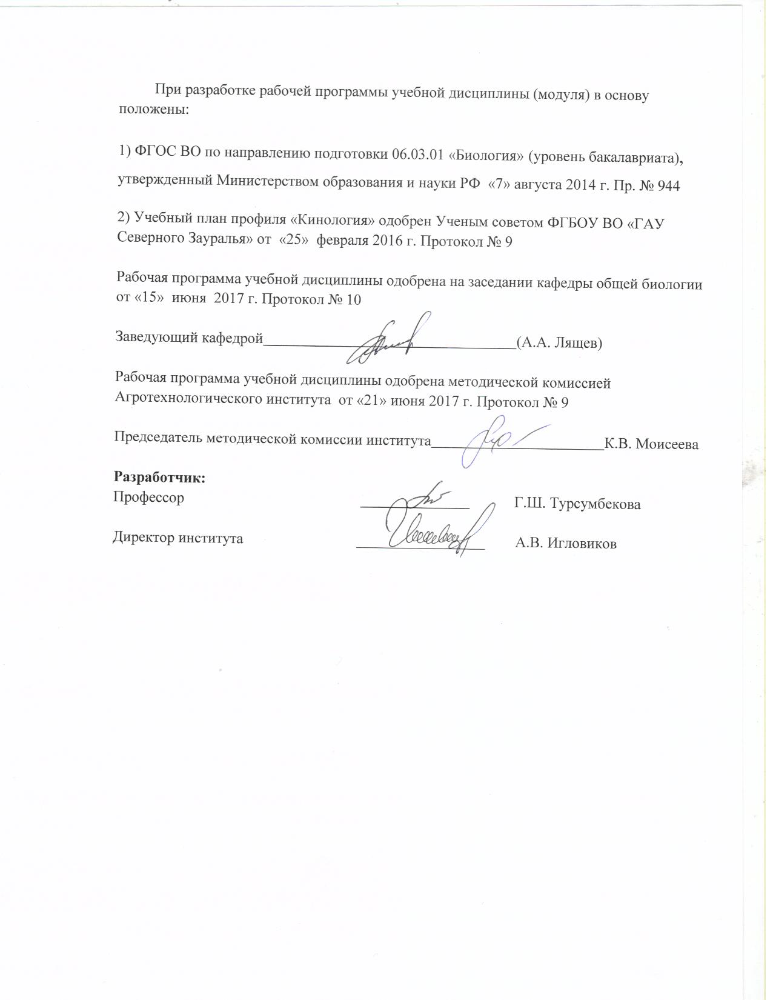 При разработке рабочей программы учебной дисциплины (модуля) в основу
положены:
1) ФГОС ВО по направлению подготовки 06.03.01 «Биология» (уровень бакалавриата),
утвержденный Министерством образования и науки РФ «7» августа 2014 г. Пр. № 944
2) Учебный план профиля «Кинология» одобрен Ученым советом ФГБОУ ВО «ГАУ
Северного Зауралья» от «25» февраля 2016 г. Протокол № 9
Рабочая программа учебной дисциплины одобрена на заседании кафедры общей биологии
от «15» июня 2017 г. Протокол № 10
Заведующий кафедрой________________________________(А.А. Лящев)
Рабочая программа учебной дисциплины одобрена методической комиссией
Агротехнологического института от «21» июня 2017 г. Протокол № 9
Председатель методической комиссии института______________________К.В. Моисеева
Разработчик:
Профессор ______________ Г.Ш. Турсумбекова
Директор института ________________ А.В. Игловиков